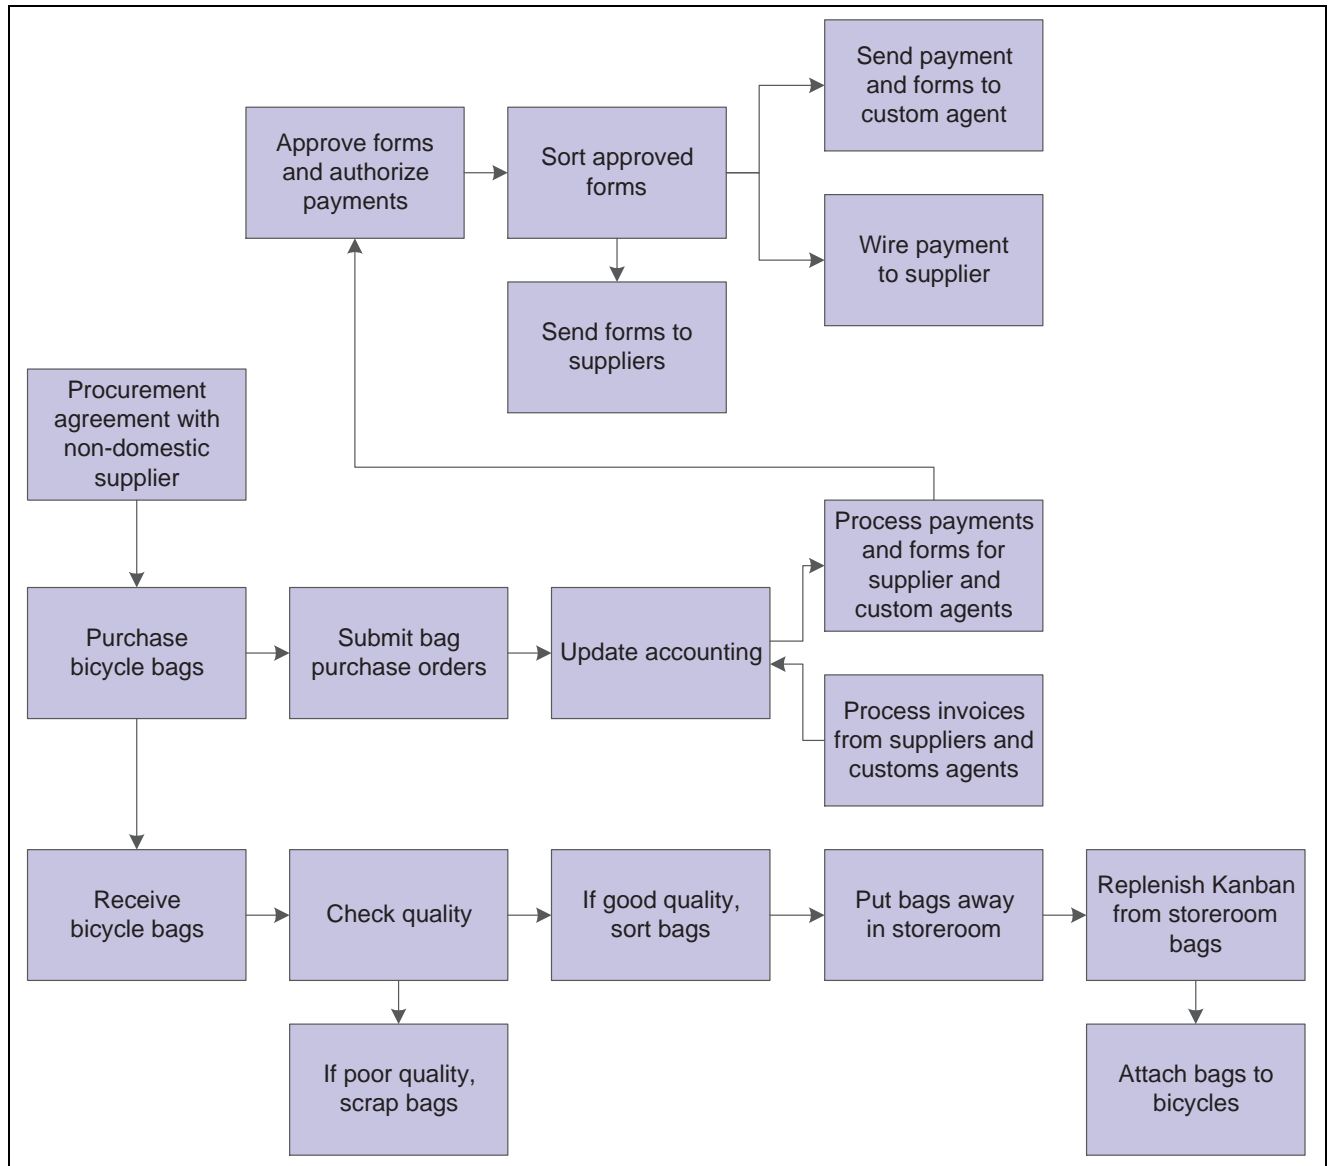 Send payment
and forms to
custom agent
Approve forms
and authorize
payments
Sort approved
forms
Wire payment
to supplier
Send forms to
suppliers
Procurement
agreement with
non-domestic
supplier
Process payments
and forms for
supplier and
custom agents
Purchase
bicycle bags
Submit bag
purchase orders
Update accounting
Process invoices
from suppliers and
customs agents
Receive
bicycle bags
Check quality
If good quality,
sort bags
Put bags away
in storeroom
Replenish Kanban
from storeroom
bags
If poor quality,
scrap bags
Attach bags to
bicycles